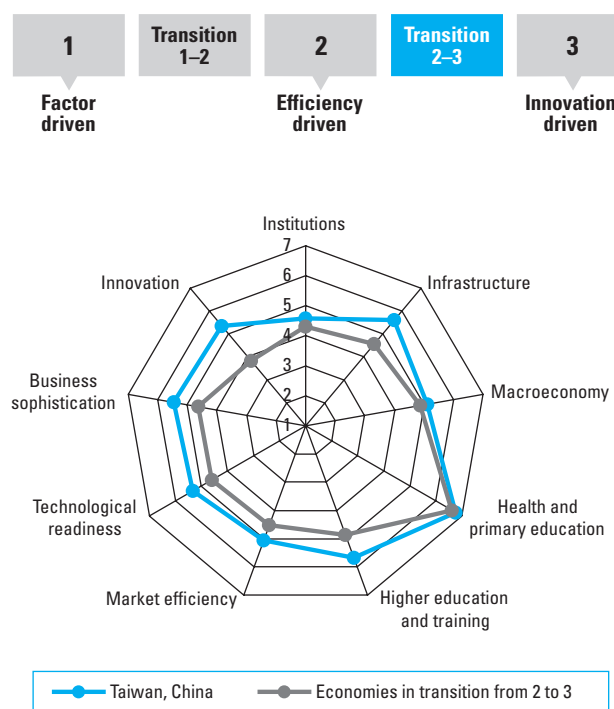 1
Transition
1–2
2
Transition
2–3
3
Factor
driven
Efficiency
driven
Innovation
driven
Institutions
7
6
5
4
3
2
1
Infrastructure
Macroeconomy
Health and
primary education
Higher education
and training
Market efficiency
Technological
readiness
Business
sophistication
Innovation
Taiwan, China
Economies in transition from 2 to 3